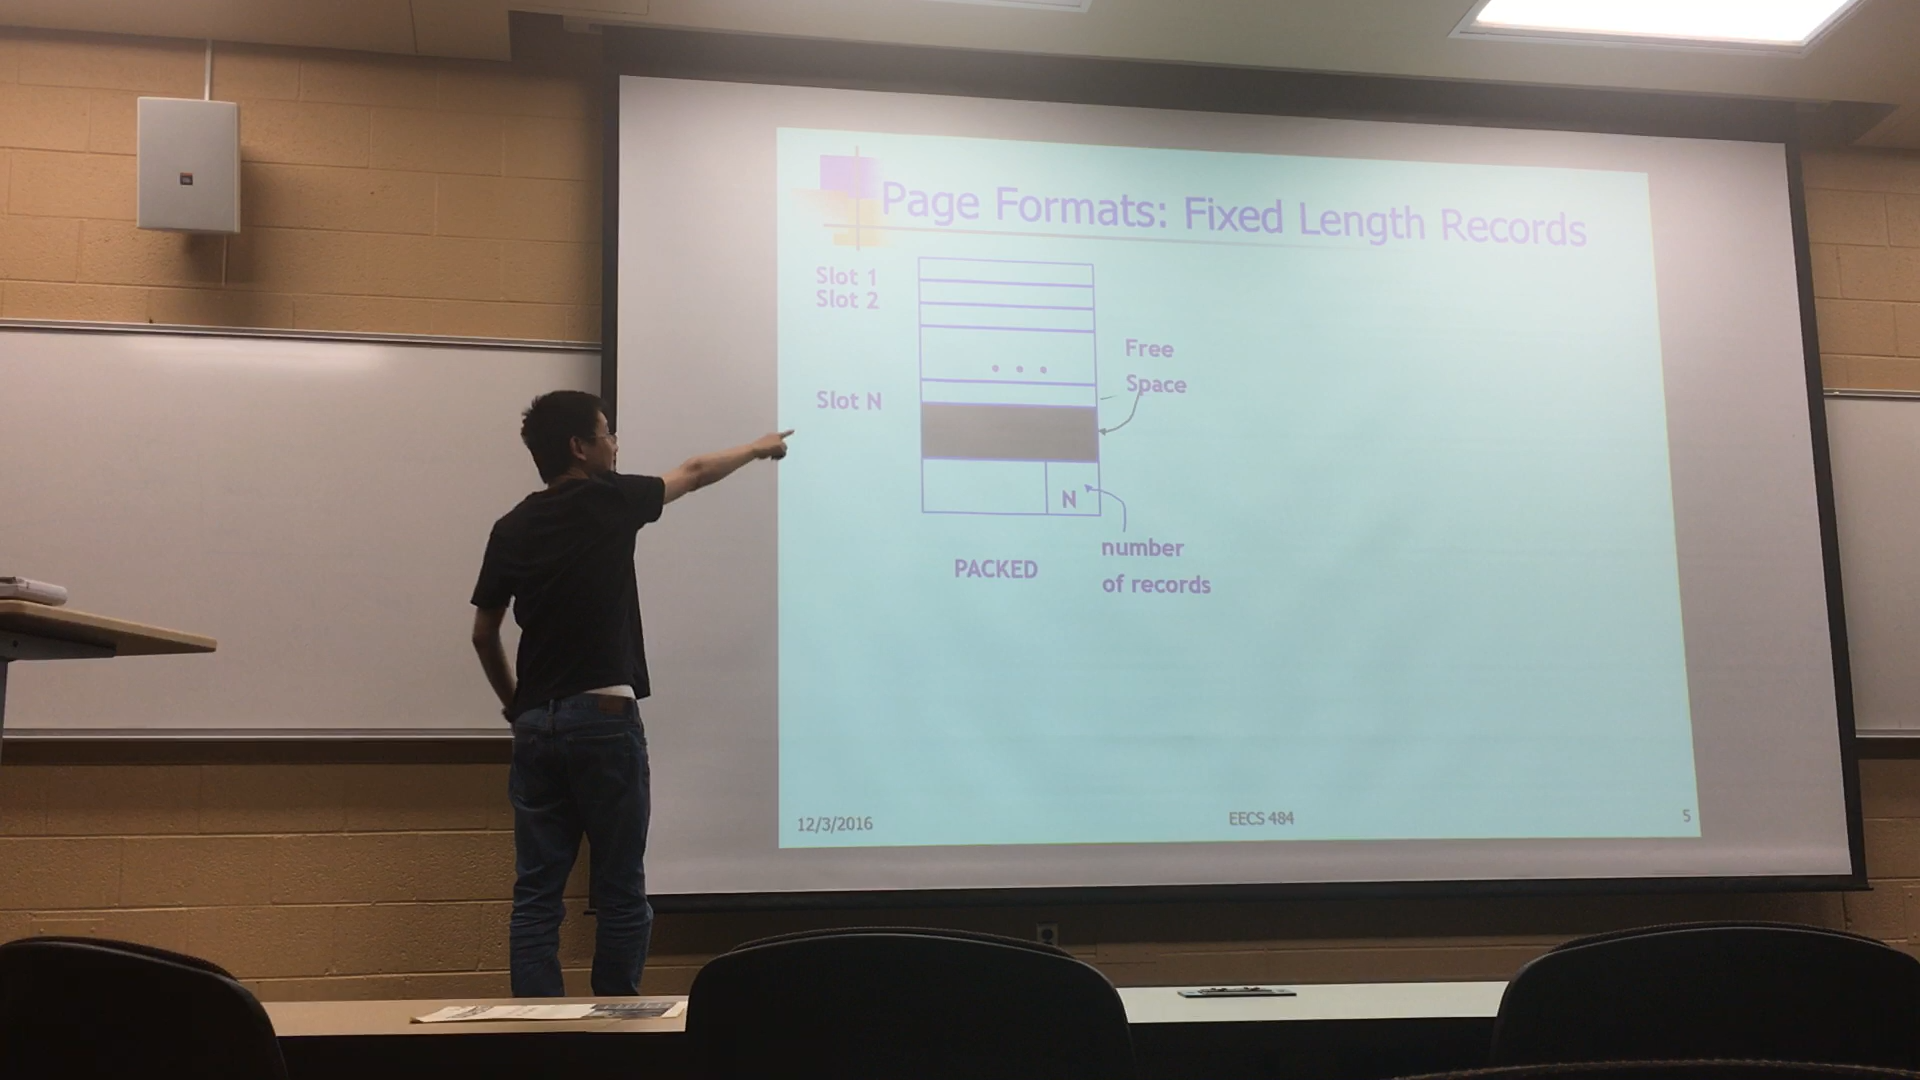 Page Formats: Fixed Length Records
Slot 1
Slot 2
Free
Space
• • •
Slot N
N
number
of records
PACKED
12/3/2016
EECS 484
5